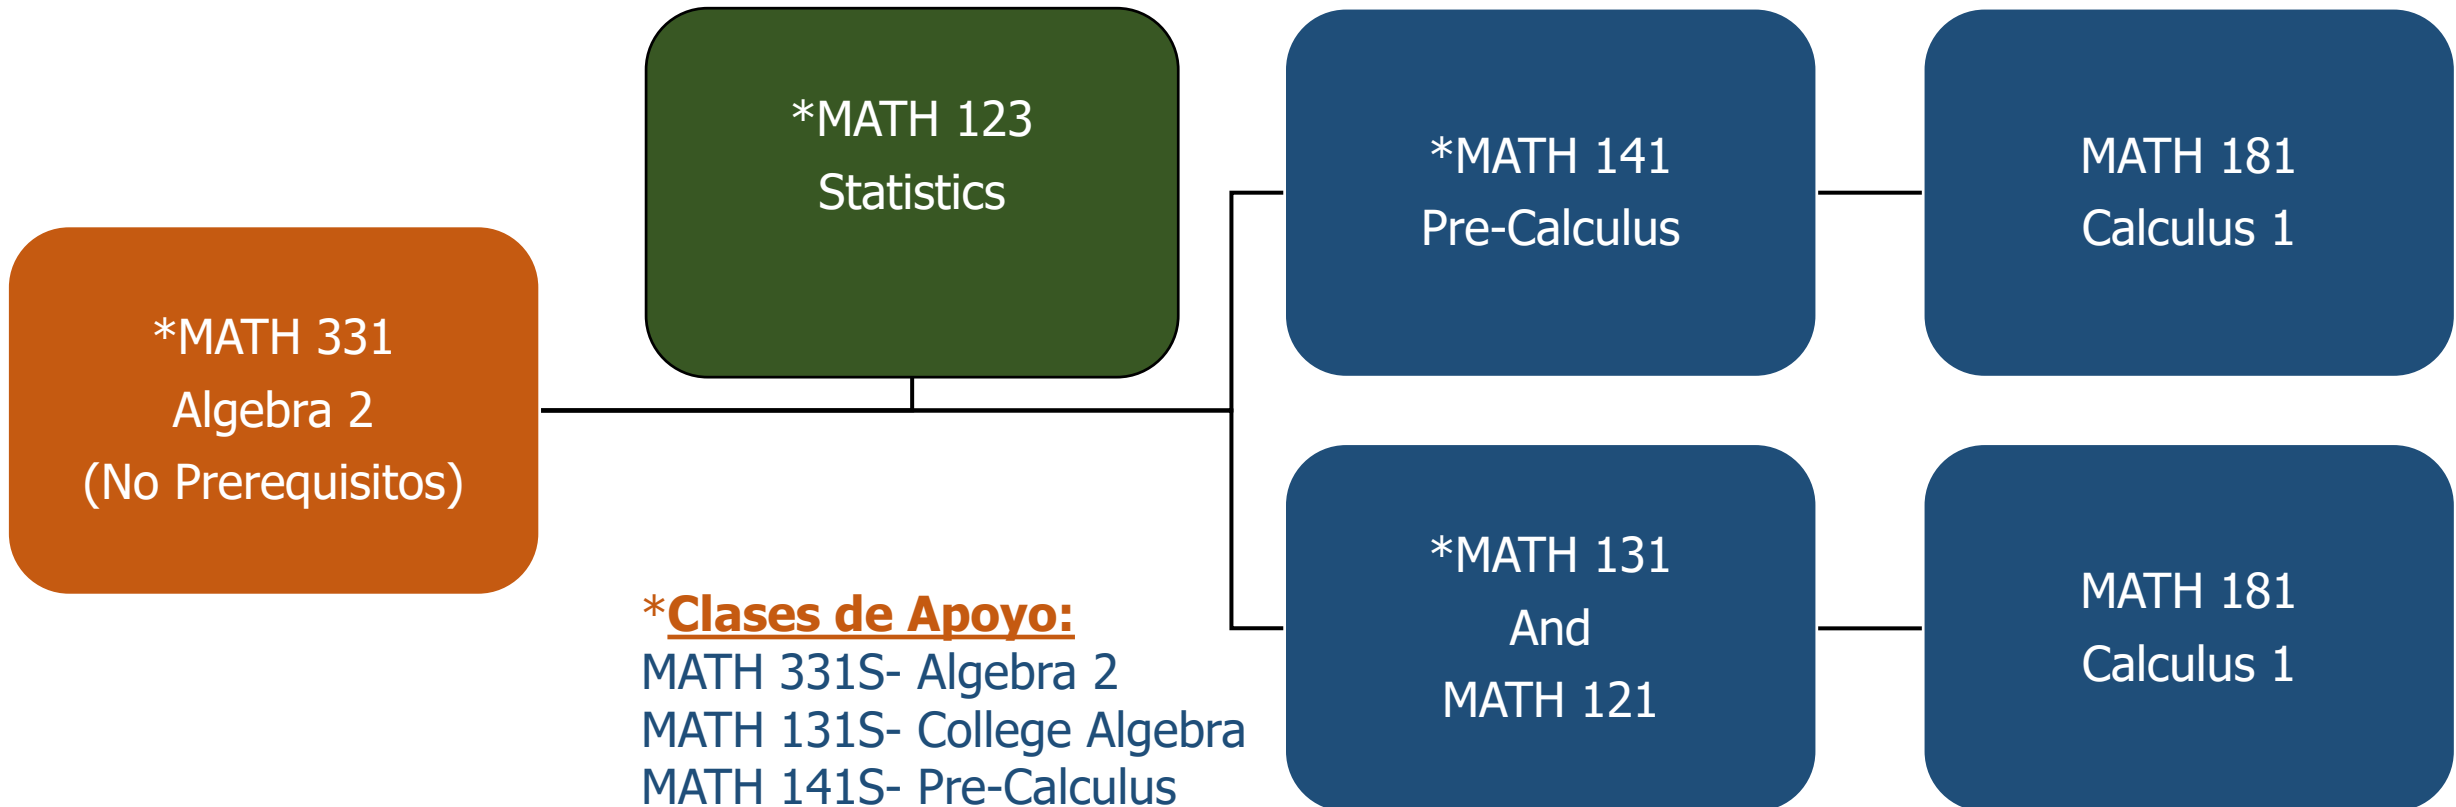 *MATH 331
Algebra 2
(No Prerequisitos)
*MATH 123
Statistics
*MATH 141
Pre-Calculus
MATH 181
Calculus 1
*MATH 131
And
MATH 121
MATH 181
Calculus 1
*Clases de Apoyo:
MATH 331S- Algebra 2
MATH 131S- College Algebra
MATH 141S- Pre-Calculus